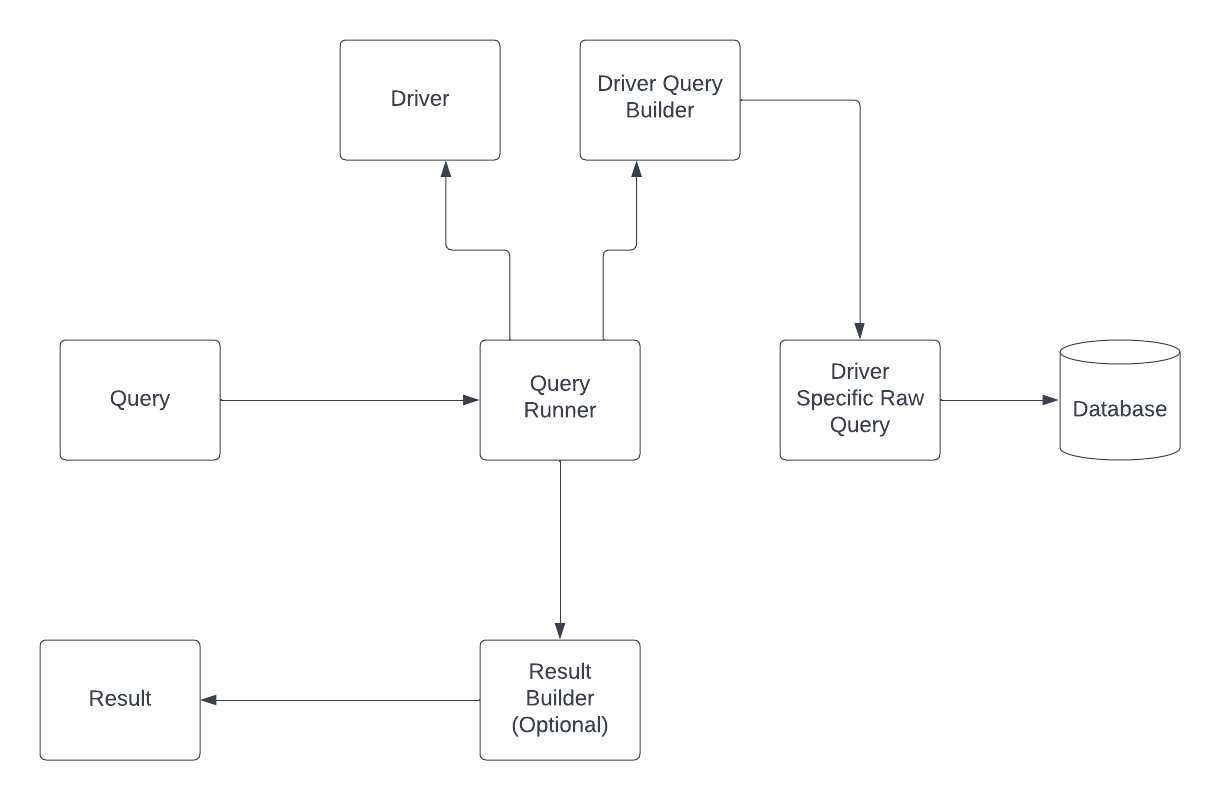 Driver
Driver Query
Builder
Query
Query
Runner
Driver
Specific Raw
Query
Database
Result
Result
Builder
(Optional)